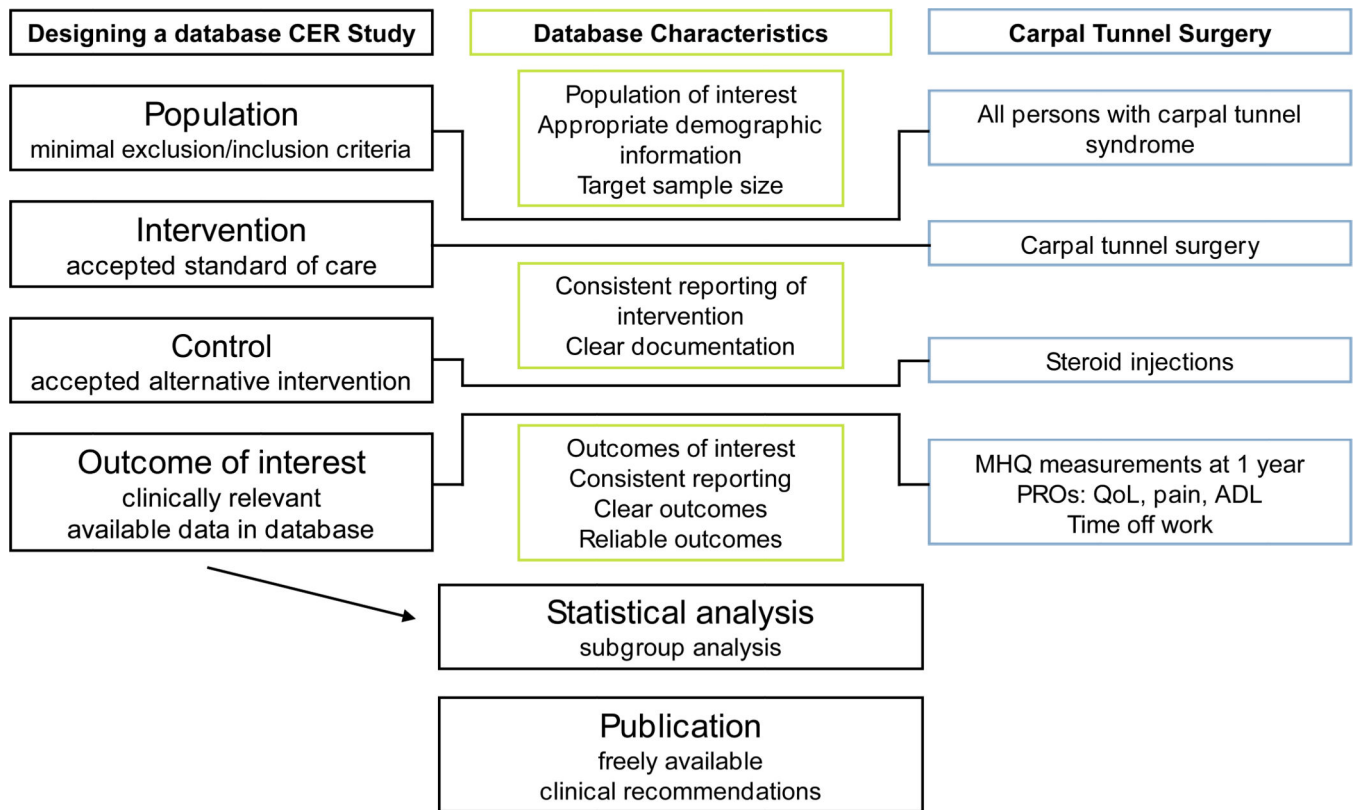 Designing a database CER Study
Database Characteristics
Carpal Tunnel Surgery
Population
minimal exclusion/inclusion criteria
Population of interest
Appropriate demographic
information
Target sample size
All persons with carpal tunnel
syndrome
Intervention
accepted standard of care
Carpal tunnel surgery
Consistent reporting of
intervention
Clear documentation
Control
accepted alternative intervention
Steroid injections
Outcome of interest
clinically relevant
available data in database
Outcomes of interest
Consistent reporting
Clear outcomes
Reliable outcomes
MHQ measurements at 1 year
PROs: QoL, pain, ADL
Time off work
Statistical analysis
subgroup analysis
Publication
freely available
clinical recommendations